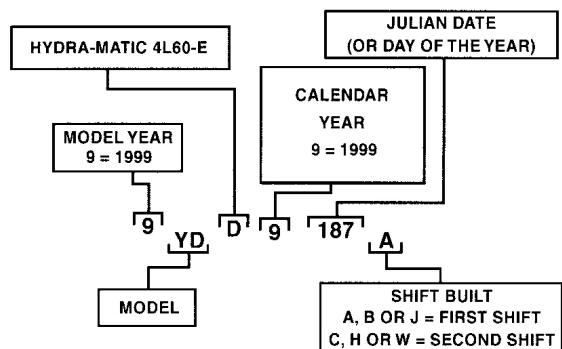 JULIAN DATE
(OR DAY OF THE YEAR)
HYDRA-MATIC 4L60-E
CALENDAR
YEAR
9 = 1999
MODEL YEAR
9 = 1999
9 YD D 9 187 A
MODEL
SHIFT BUILT
A, B OR J = FIRST SHIFT
C, H OR W = SECOND SHIFT